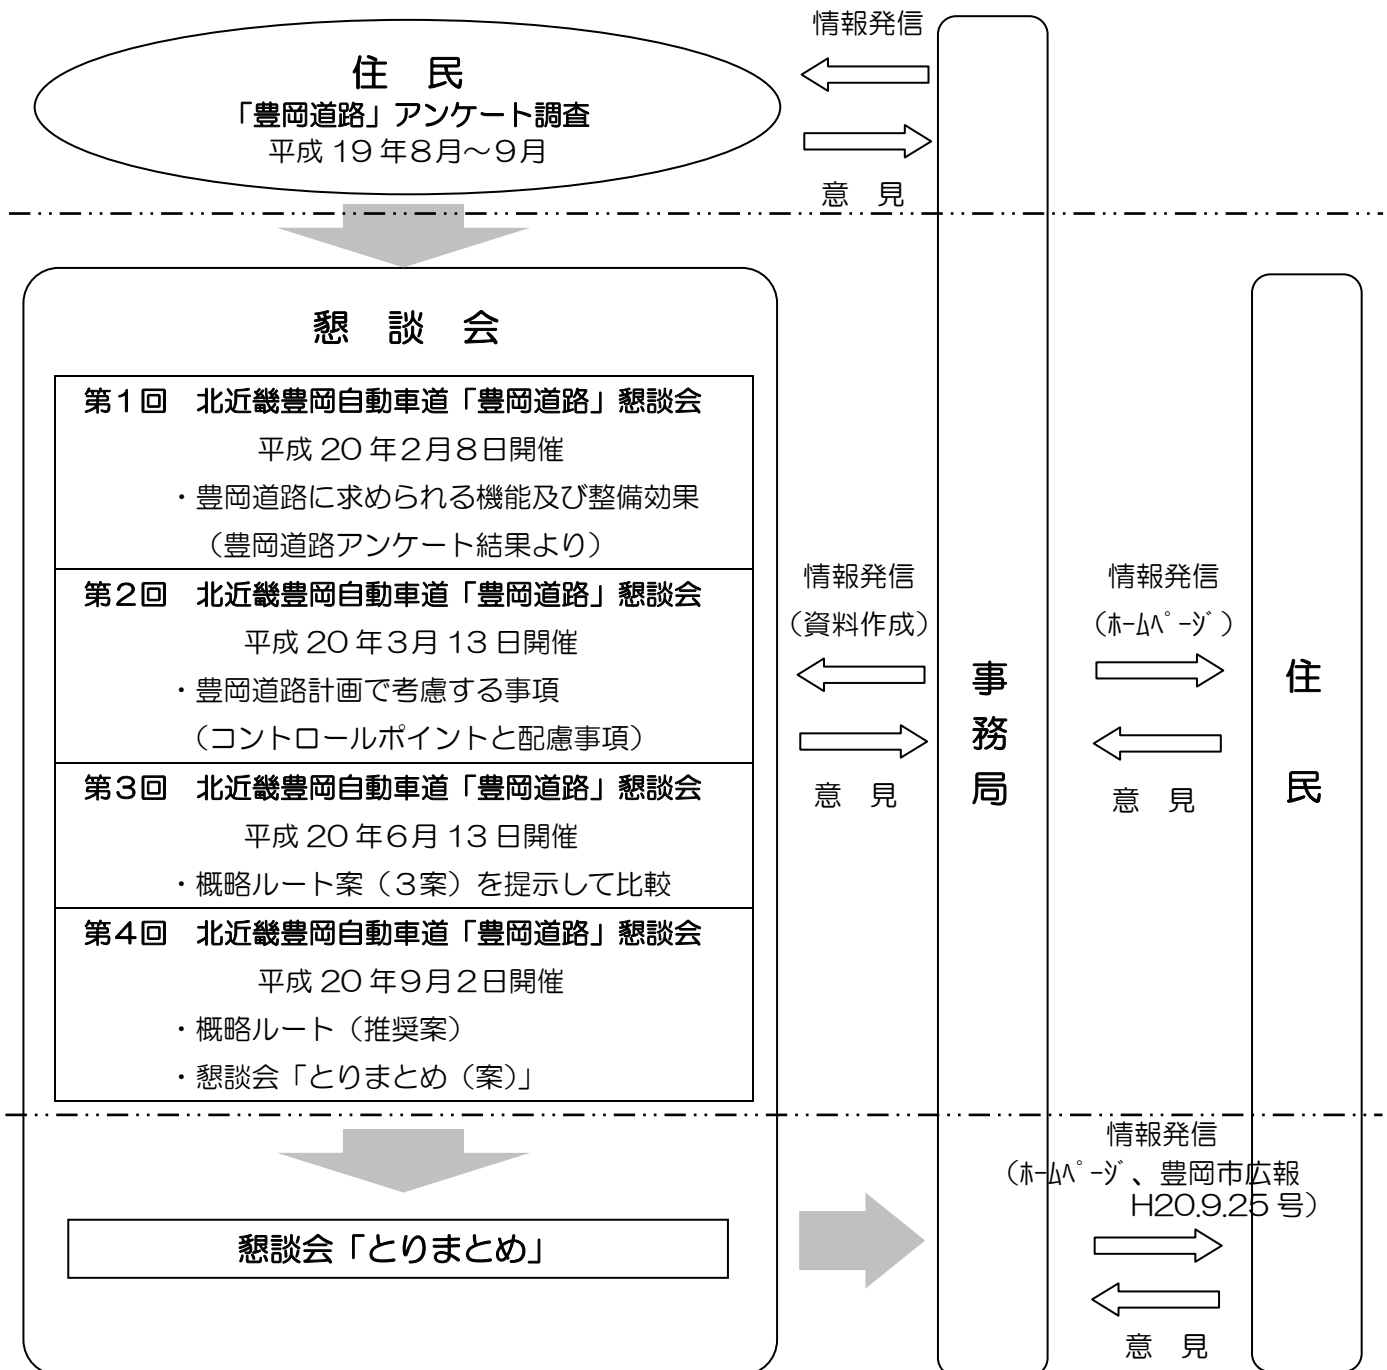 住　民
「豊岡道路」アンケート調査
平成 19 年８月～９月
情報発信
意　見
懇　談　会
第１回　北近畿豊岡自動車道「豊岡道路」懇談会
平成 20 年２月８日開催
・豊岡道路に求められる機能及び整備効果
（豊岡道路アンケート結果より）
第２回　北近畿豊岡自動車道「豊岡道路」懇談会
平成 20 年３月 13 日開催
・豊岡道路計画で考慮する事項
（コントロールポイントと配慮事項）
第３回　北近畿豊岡自動車道「豊岡道路」懇談会
平成 20 年６月 13 日開催
・概略ルート案（３案）を提示して比較
第４回　北近畿豊岡自動車道「豊岡道路」懇談会
平成 20 年９月２日開催
・概略ルート（推奨案）
・懇談会「とりまとめ（案）」
懇談会「とりまとめ」
情報発信
（資料作成）
意　見
事務局
情報発信
（ﾎｰﾑﾍﾟｰｼﾞ）
意　見
住　民
情報発信
（ﾎｰﾑﾍﾟｰｼﾞ、豊岡市広報
H20.9.25 号）
意　見